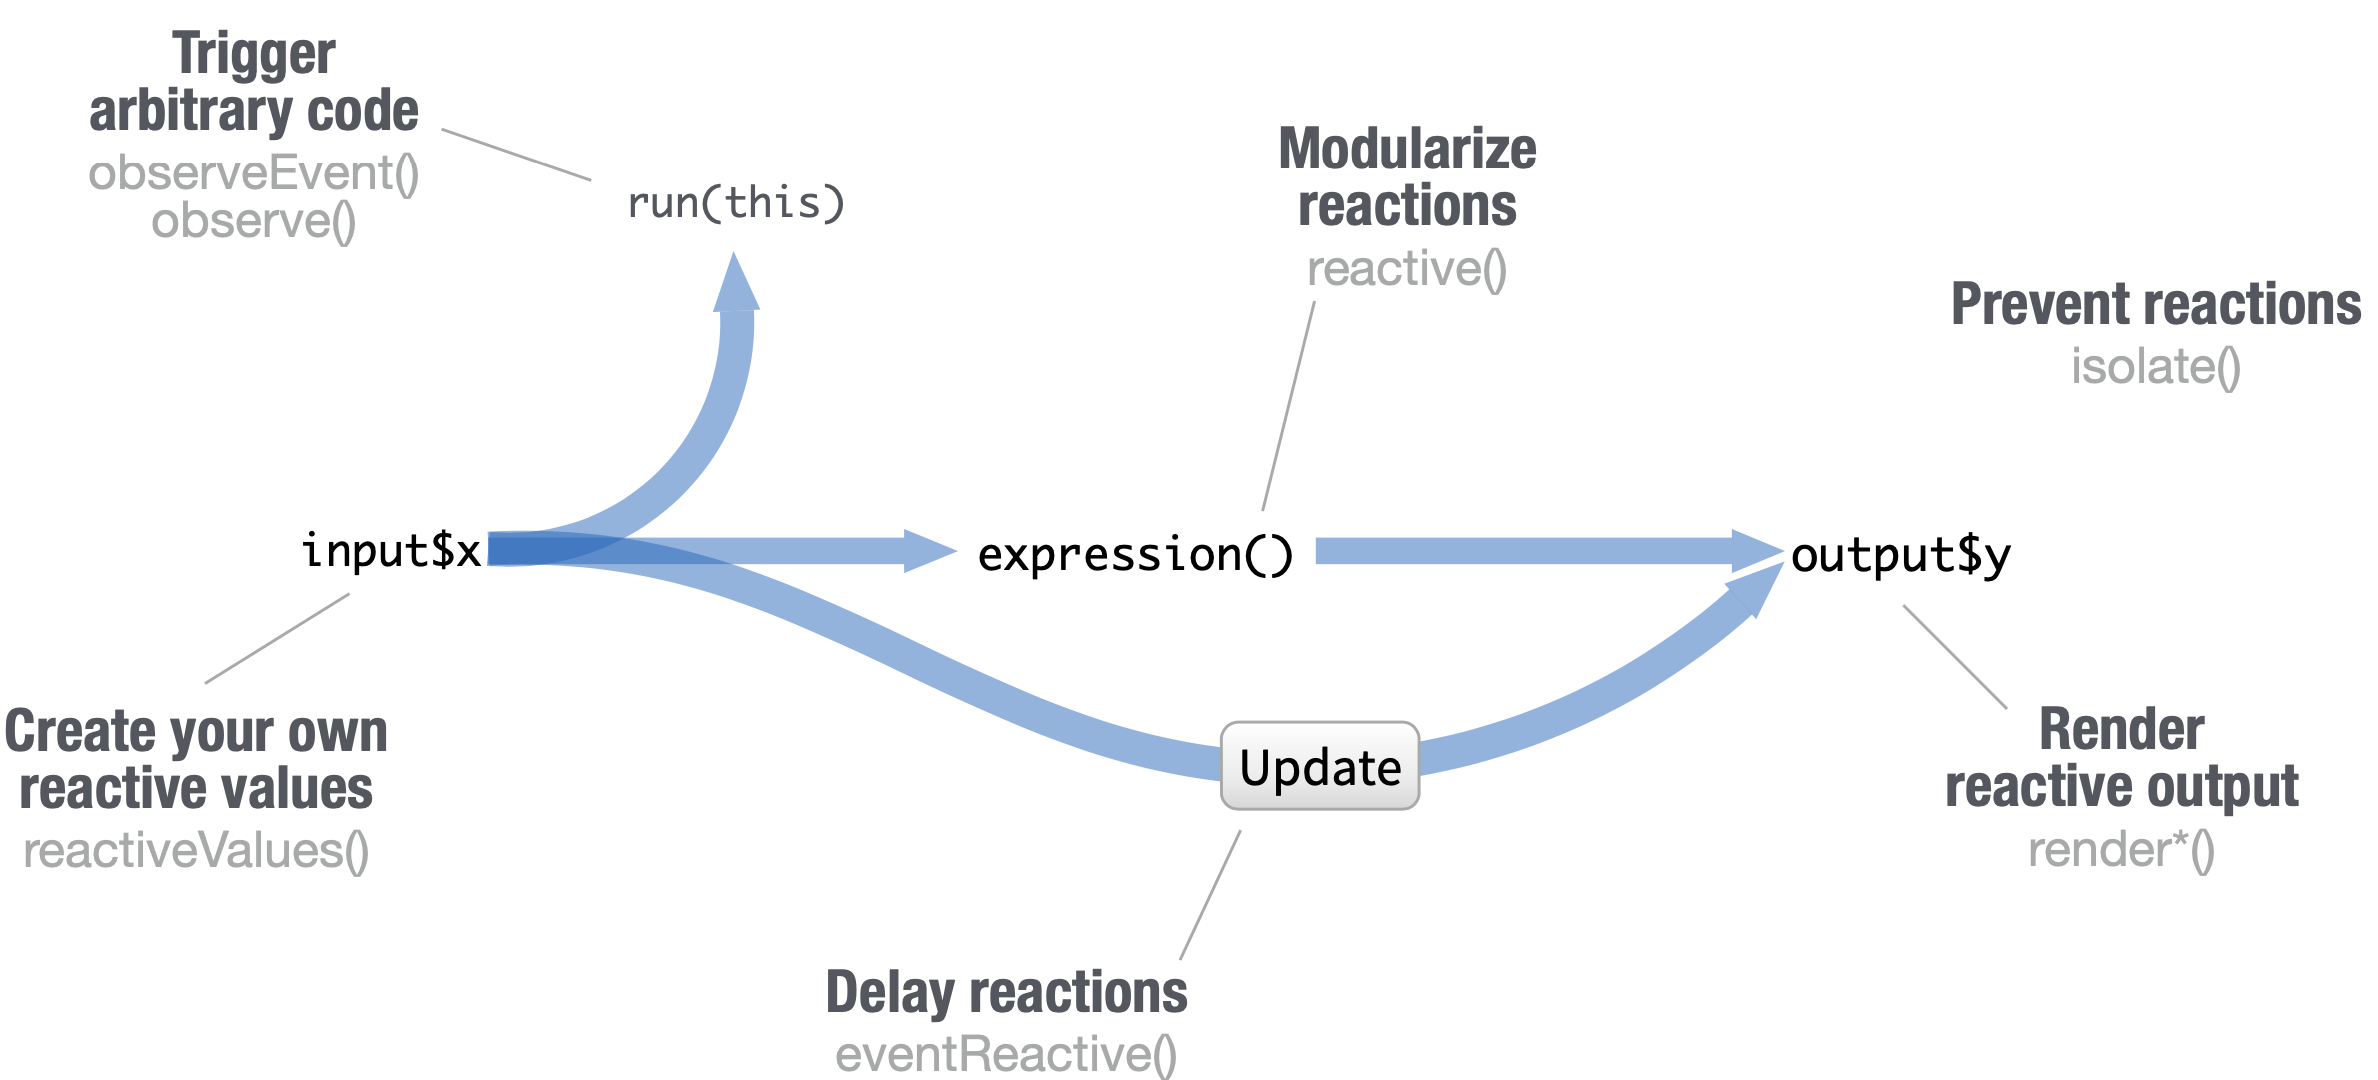 Trigger
arbitrary code
observeEvent()
observe()
run(this)
Modularize
reactions
reactive()
Prevent reactions
isolate()
input$x
expression()
output$y
Create your own
reactive values
reactiveValues()
Update
Render
reactive output
render*()
Delay reactions
eventReactive()